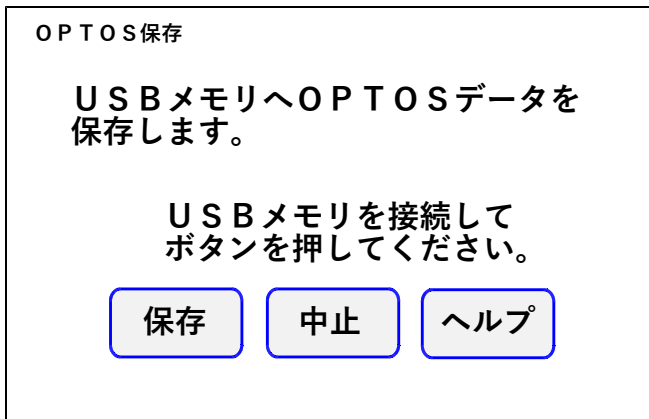 ＯＰＴＯＳ保存
ＵＳＢメモリへＯＰＴＯＳデータを
保存します。
ＵＳＢメモリを接続して
ボタンを押してください。
保存
中止
ヘルプ